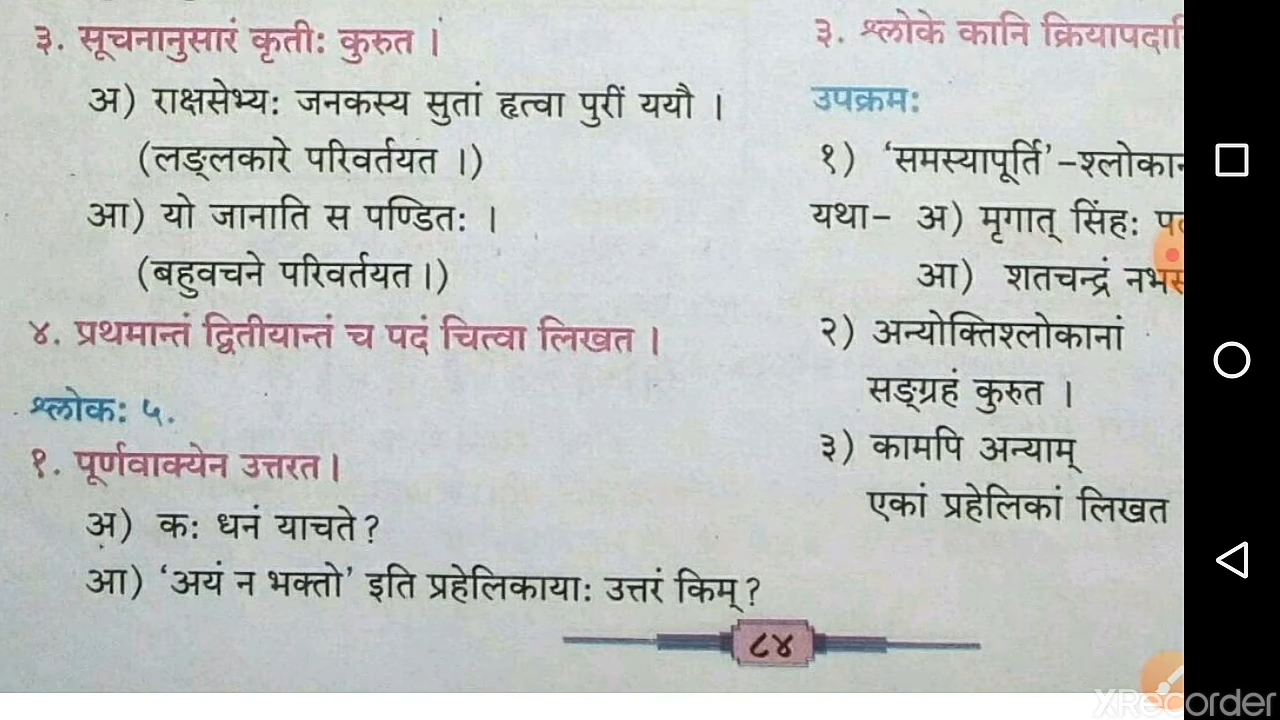 ३. सूचनानुसारं कृतीः कुरुत ।
अ) राक्षसेभ्यः जनकस्य सुतां हृत्वा पुरीं ययौ ।
(लङ्लकारे परिवर्तयत ।)
आ) यो जानाति स पण्डितः ।
(बहुवचने परिवर्तयत ।)
४. प्रथमान्तं द्वितीयान्तं च पदं चित्वा लिखत ।
श्लोकः ५.
१. पूर्णवाक्येन उत्तरत ।
अ) कः धनं याचते ?
आ) ‘अयं न भक्तो’ इति प्रहेलिकायाः उत्तरं किम् ?
३. श्लोके कानि
उपक्रमः
१) ‘समस्यापूर्ति’
यथा- अ) मृगात् सिंहः
आ) शतचन्द्रं
२) अन्योक्तिश्लोकानां
सङ्ग्रहं कुरुत ।
३) कामपि अन्याम्
एकां प्रहेलिकां लिखत
८४
XRecorder